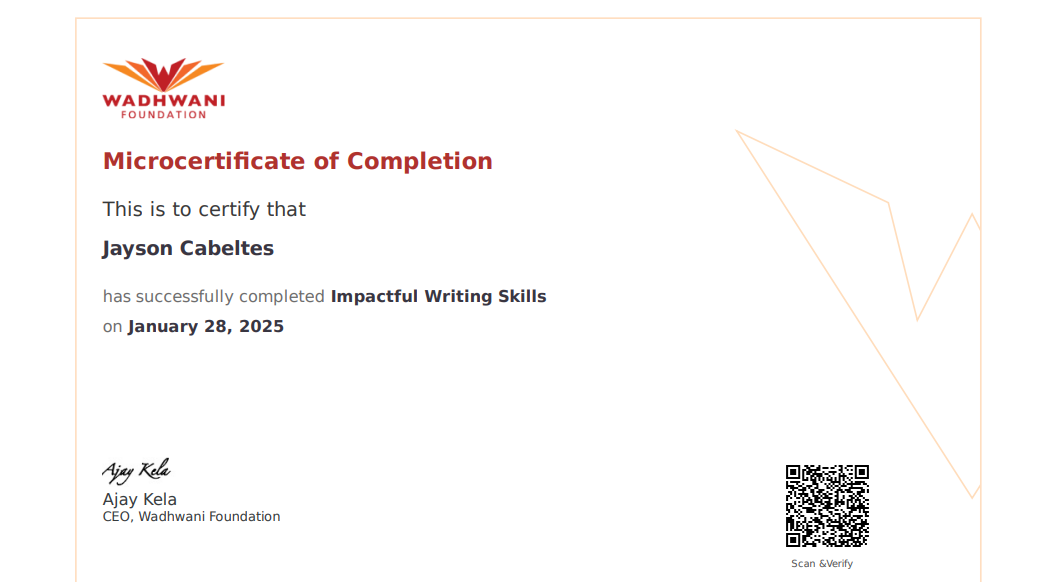 WADHWANI
FOUNDATION
Microcertificate of Completion
This is to certify that
Jayson Cabeltes
has successfully completed Impactful Writing Skills
on January 28, 2025
Ajay Kela
Ajay Kela
CEO, Wadhwani Foundation
Scan &Verify